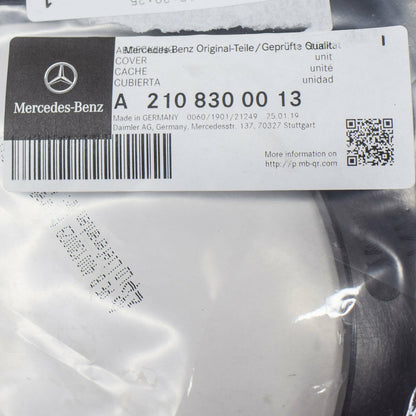 Mercedes-Benz Original-Teile/Geprüfte Qualit.
COVER unit
CACHE unité
CUBIERTA unidad
Mercedes-Benz
A 210 830 00 13
Made in GERMANY 0060/1901/21249 25.01.19
Daimler AG, Germany, Mercedesstr. 137, 70327 Stuttgart
More information on
http://p.mb-qr.com